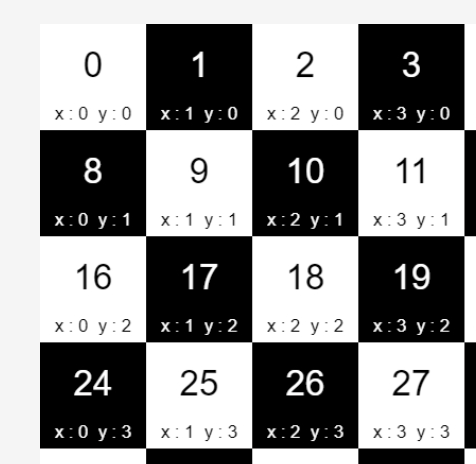 0 1 2 3
x:0 y:0 x:1 y:0 x:2 y:0 x:3 y:0
8 9 10 11
x:0 y:1 x:1 y:1 x:2 y:1 x:3 y:1
16 17 18 19
x:0 y:2 x:1 y:2 x:2 y:2 x:3 y:2
24 25 26 27
x:0 y:3 x:1 y:3 x:2 y:3 x:3 y:3